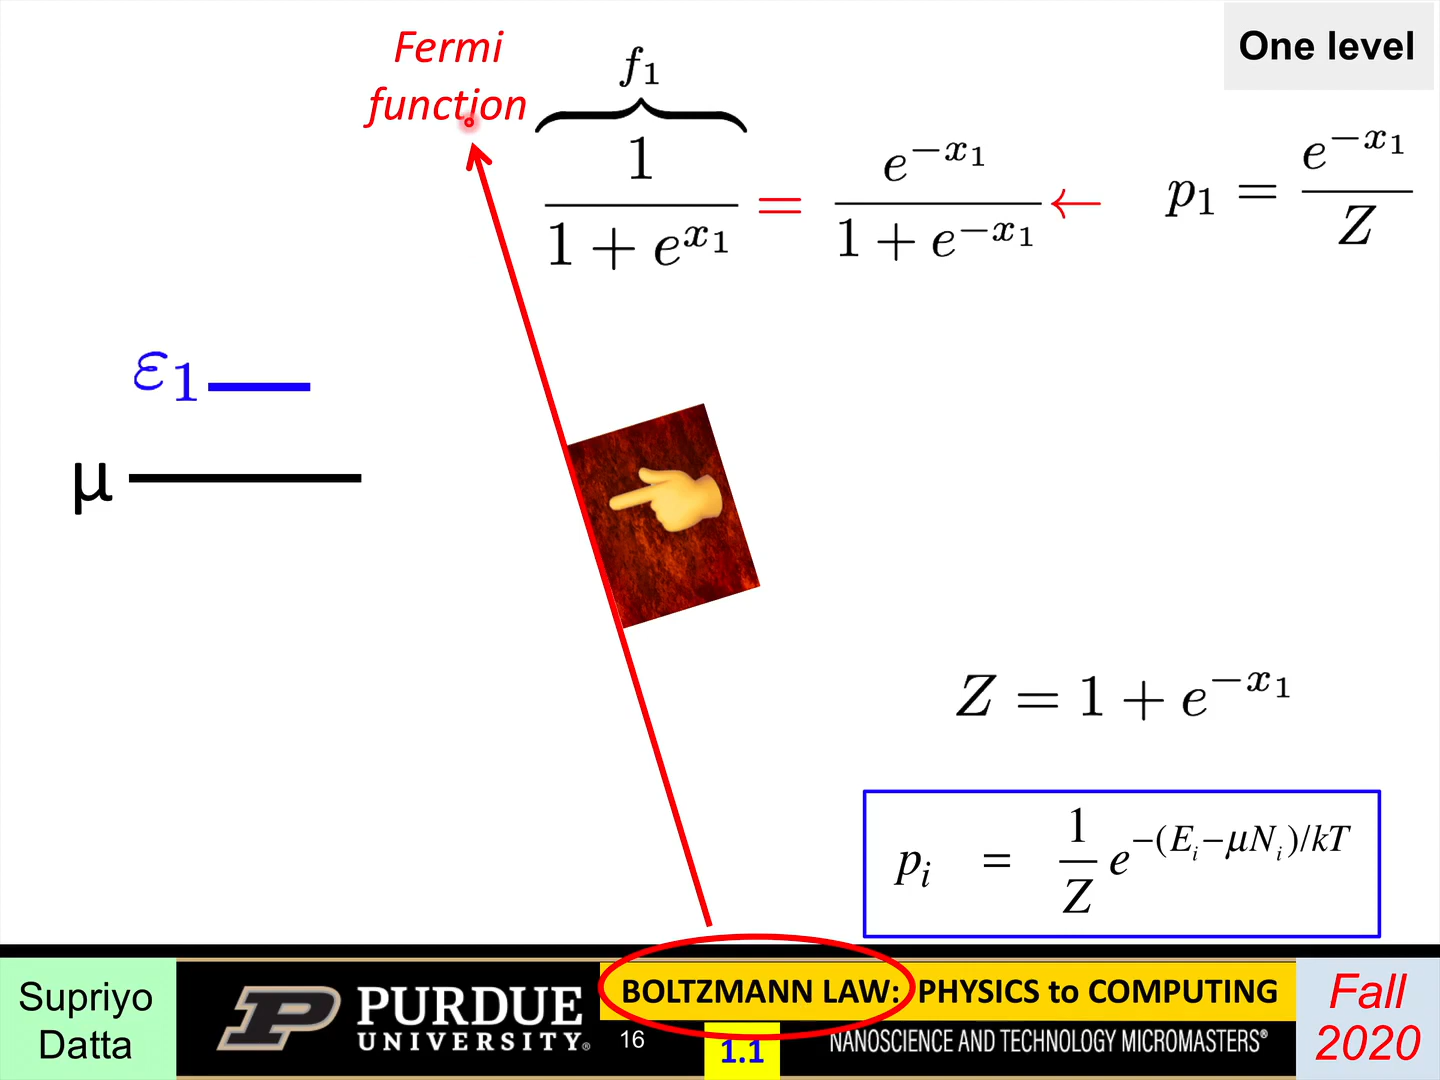 One level
Fermi
function
f₁
1 / (1 + e^{x₁}) = e^{-x₁} / (1 + e^{-x₁}) ←
p₁ = e^{-x₁} / Z
ε₁
μ
Z = 1 + e^{-x₁}
pᵢ = 1/Z e^{-(Eᵢ-μNᵢ)/kT}
Supriyo
Datta
P PURDUE
UNIVERSITY®
16
BOLTZMANN LAW: PHYSICS to COMPUTING
1.1
NANOSCIENCE AND TECHNOLOGY MICROMASTERS®
Fall
2020